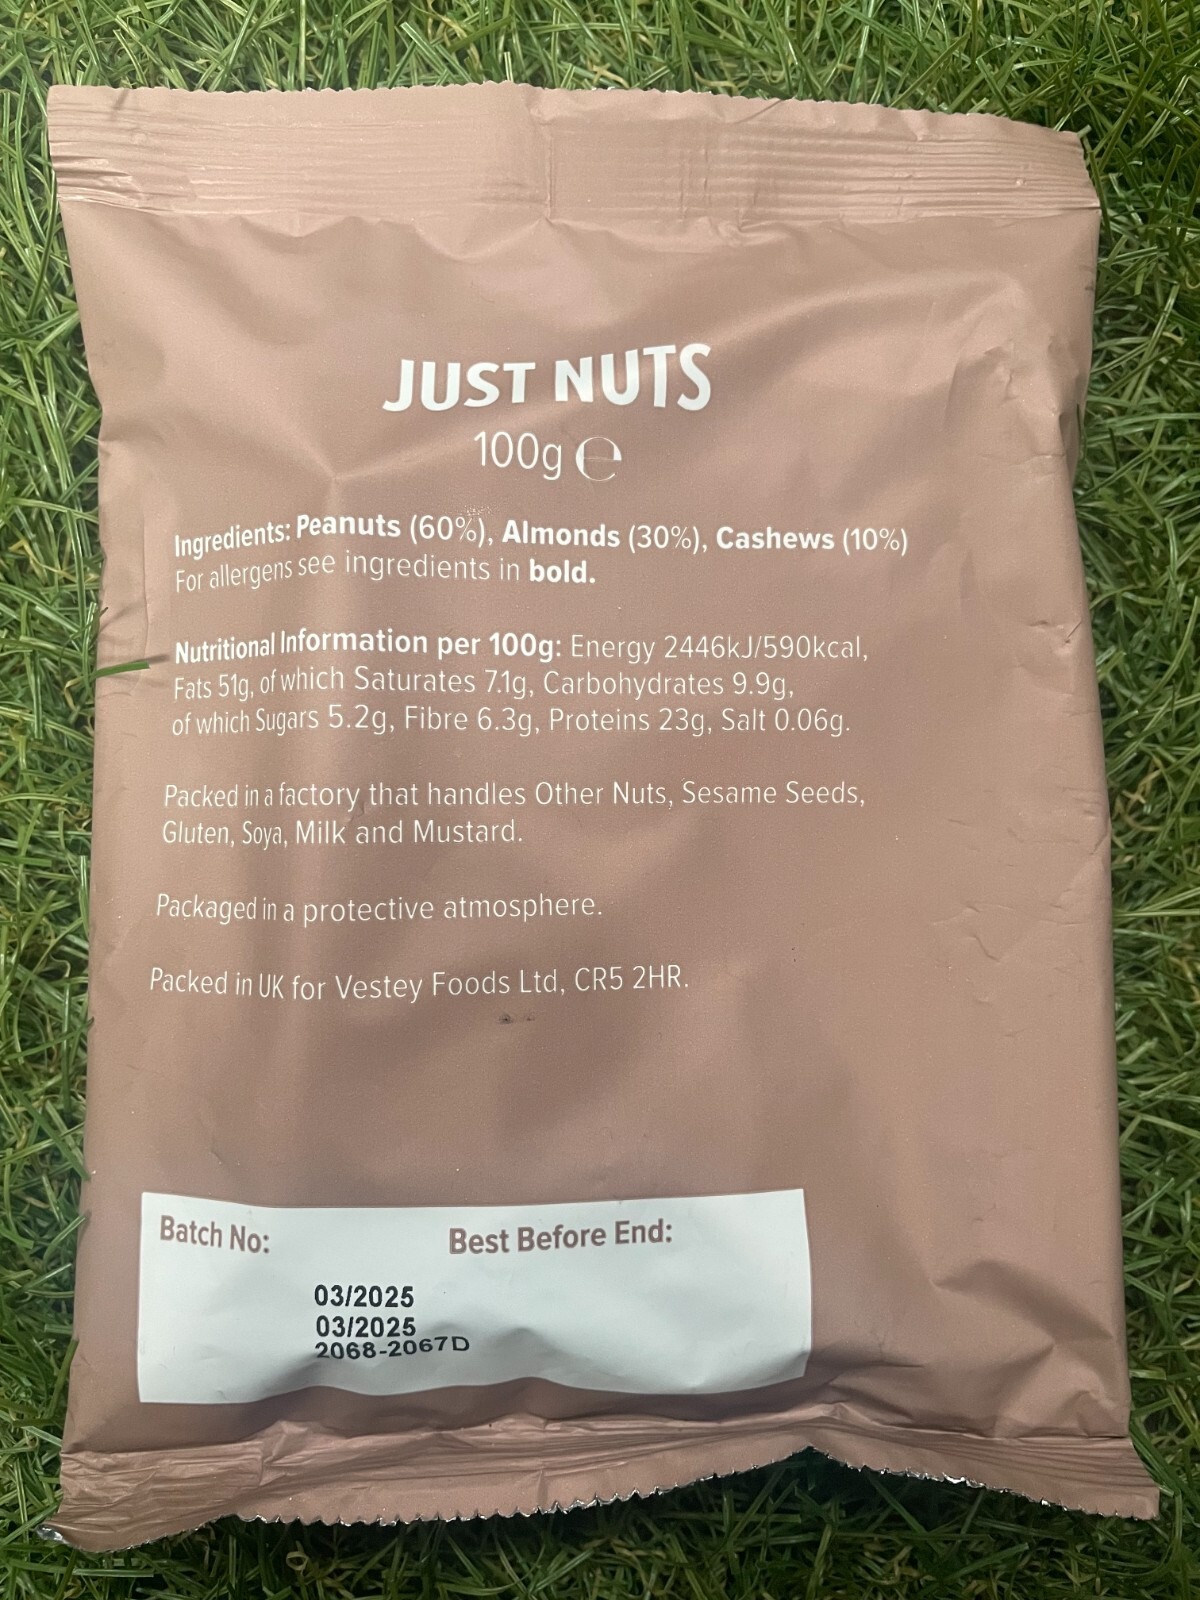 JUST NUTS
100g ℮
Ingredients: Peanuts (60%), Almonds (30%), Cashews (10%)
For allergens see ingredients in bold.
Nutritional Information per 100g: Energy 2446kJ/590kcal,
Fats 51g, of which Saturates 7.1g, Carbohydrates 9.9g,
of which Sugars 5.2g, Fibre 6.3g, Proteins 23g, Salt 0.06g.
Packed in a factory that handles Other Nuts, Sesame Seeds,
Gluten, Soya, Milk and Mustard.
Packaged in a protective atmosphere.
Packed in UK for Vestey Foods Ltd, CR5 2HR.
Batch No: Best Before End:
03/2025
03/2025
2068-2067D